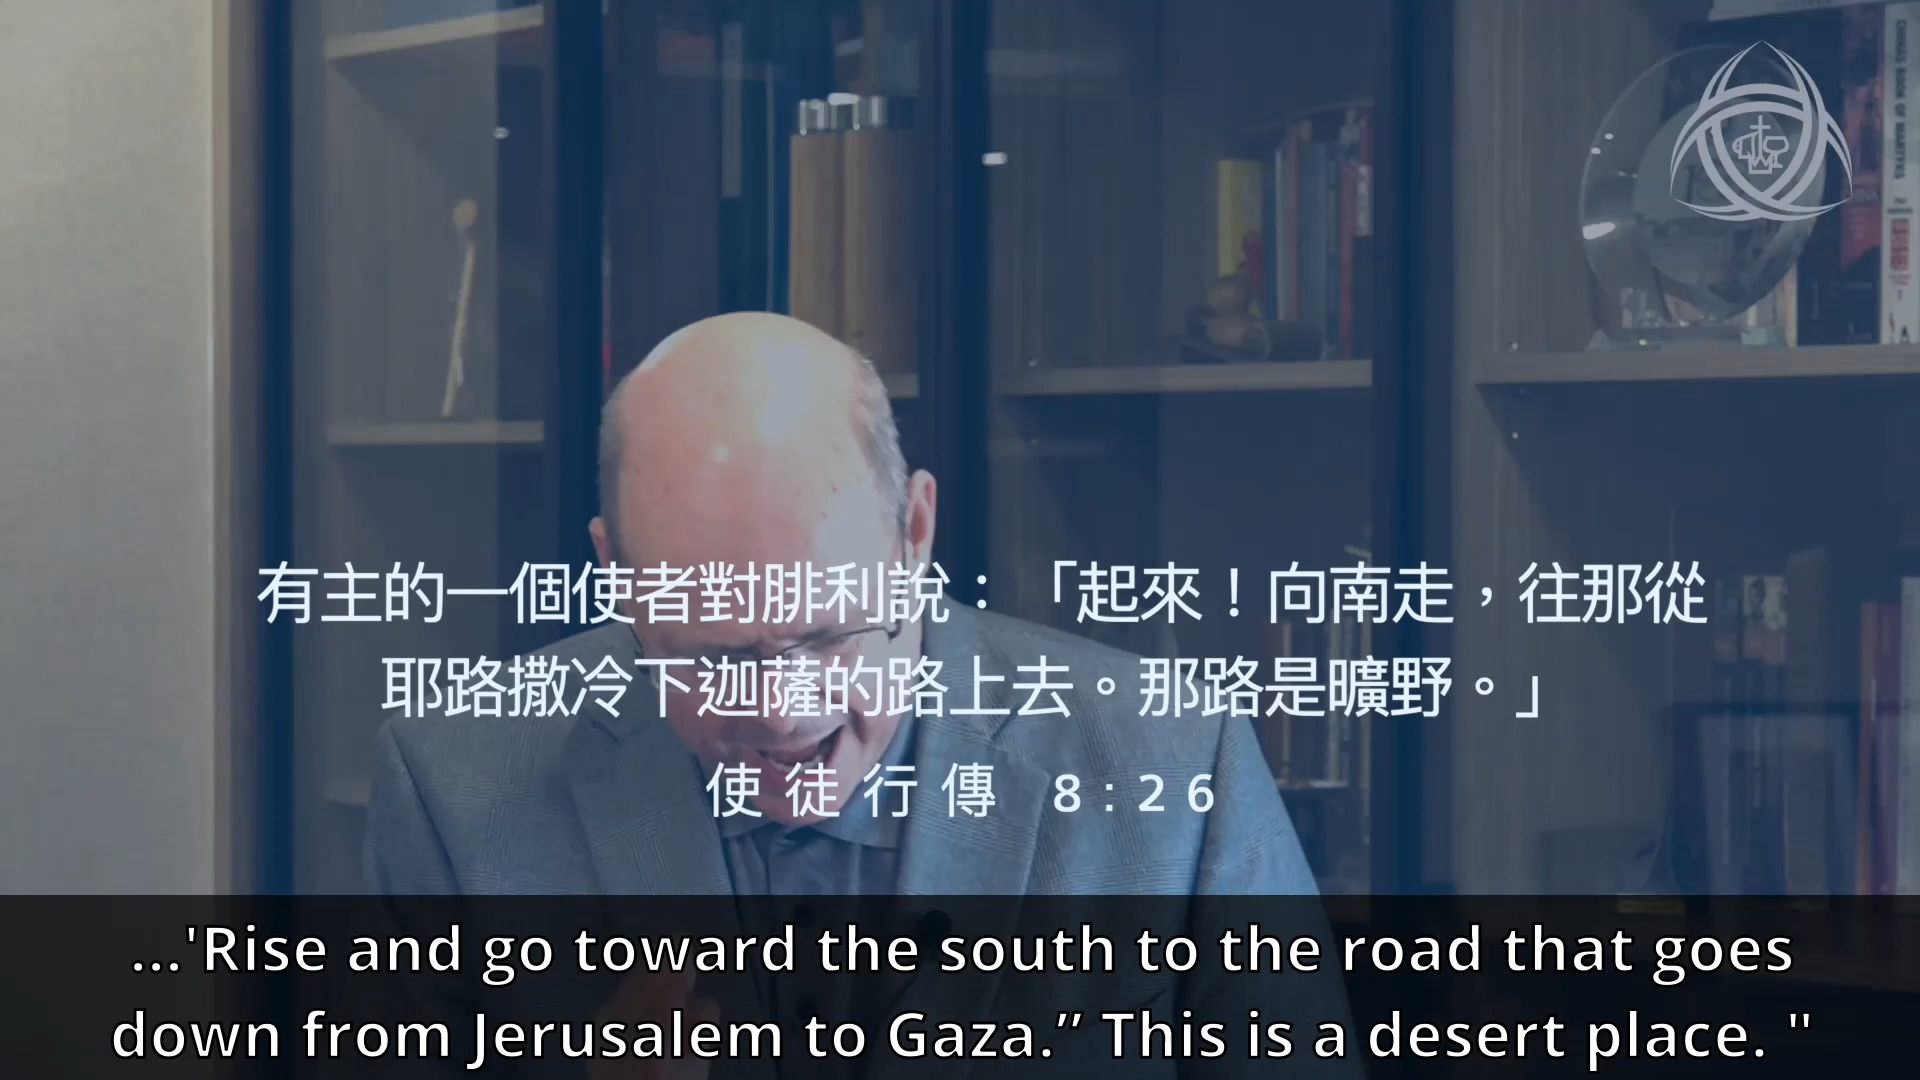 有主的一個使者對腓利說：「起來！向南走，往那從
耶路撒冷下迦薩的路上去。那路是曠野。」
使徒行傳 8:26
...'Rise and go toward the south to the road that goes
down from Jerusalem to Gaza.” This is a desert place. "